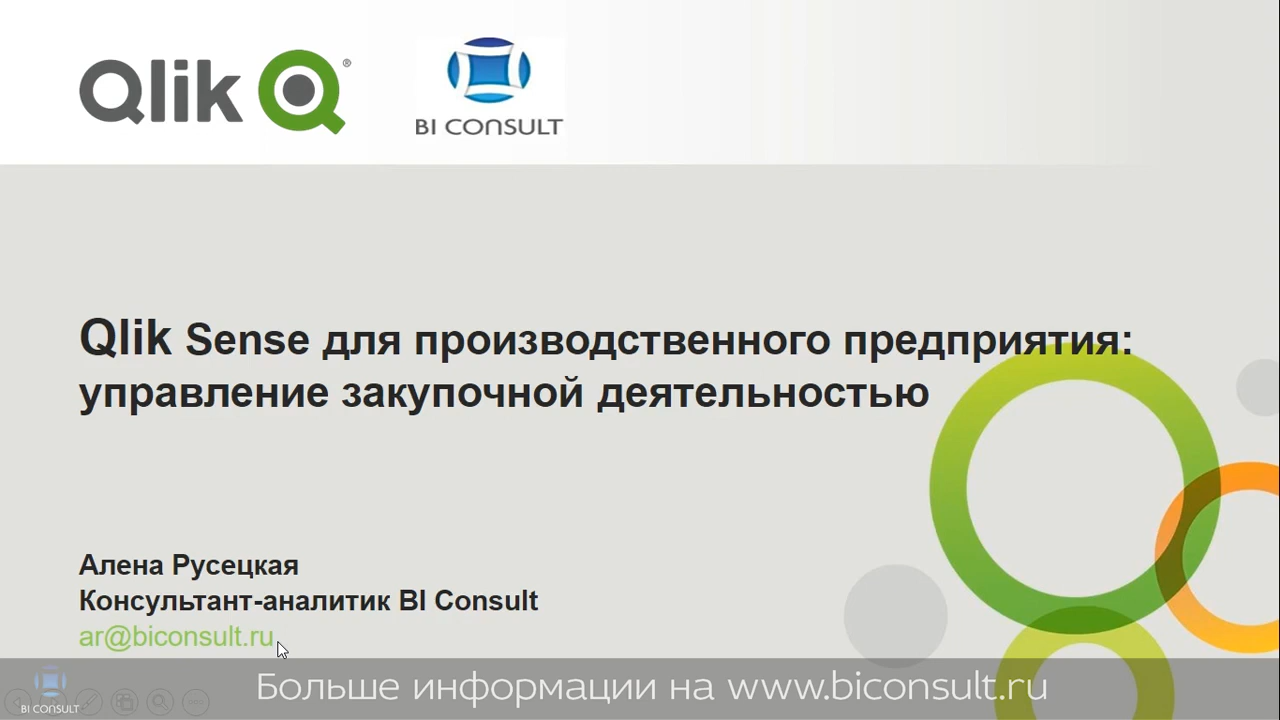 Qlik
BI CONSULT
Qlik Sense для производственного предприятия:
управление закупочной деятельностью
Алена Русецкая
Консультант-аналитик BI Consult
ar@biconsult.ru
Больше информации на www.biconsult.ru
BI CONSULT